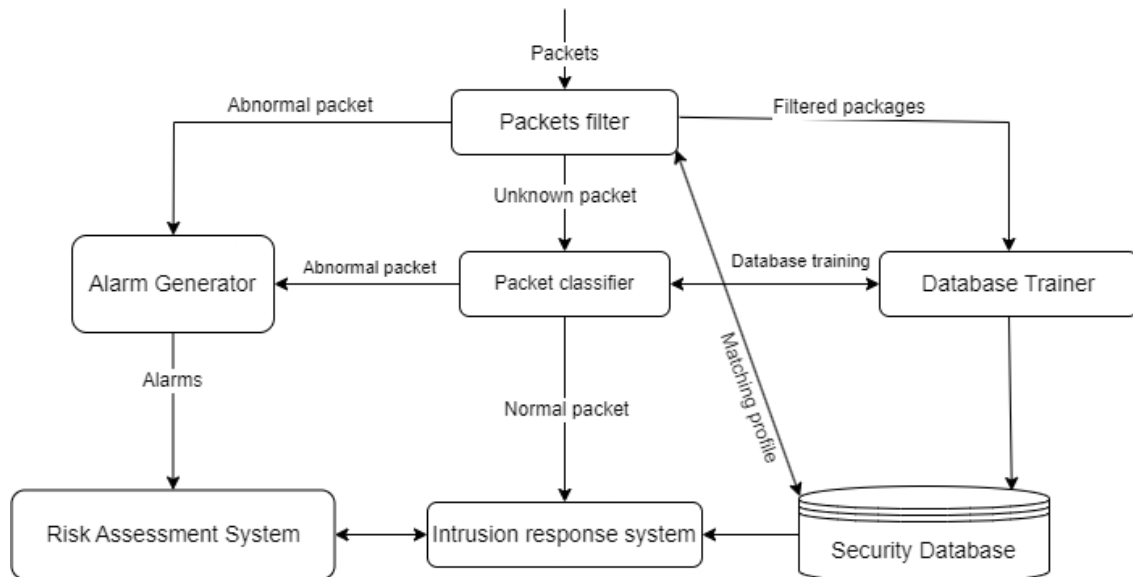 Packets
Abnormal packet
Packets filter
Filtered packages
Unknown packet
Alarm Generator
Abnormal packet
Packet classifier
Database training
Database Trainer
Alarms
Normal packet
Matching profile
Risk Assessment System
Intrusion response system
Security Database